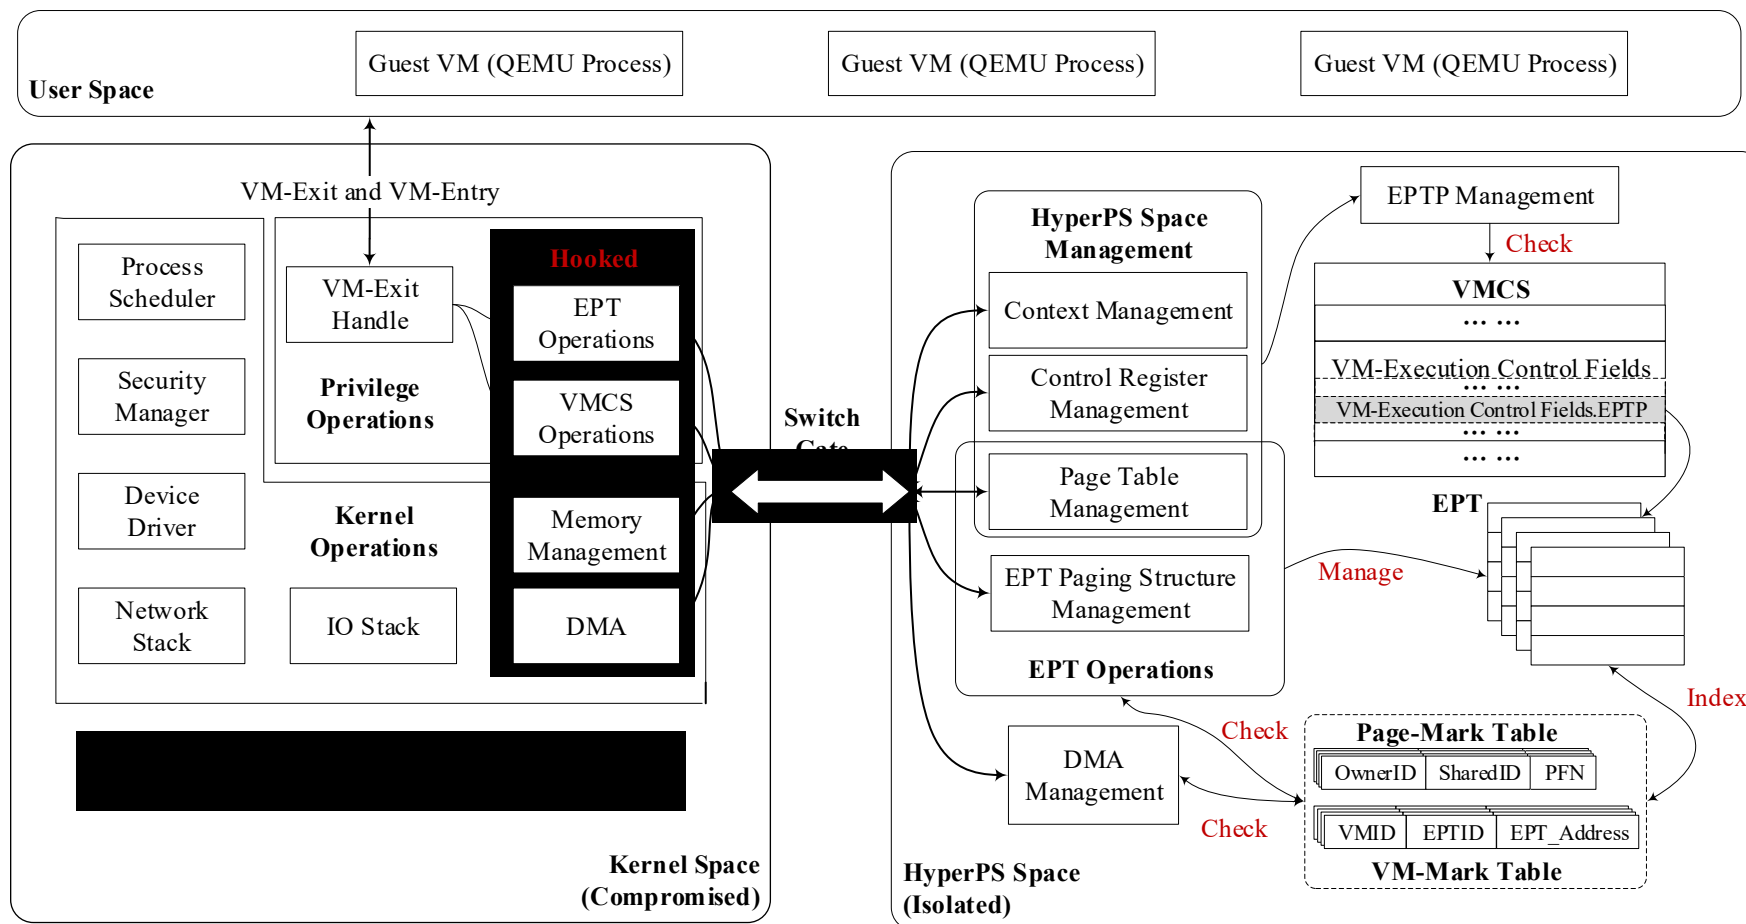 Guest VM (QEMU Process)
Guest VM (QEMU Process)
Guest VM (QEMU Process)
User Space
VM-Exit and VM-Entry
Process
Scheduler
Security
Manager
Device
Driver
Network
Stack
VM-Exit
Handle
Privilege
Operations
Kernel
Operations
IO Stack
Hooked
EPT
Operations
VMCS
Operations
Memory
Management
DMA
Kernel Space
(Compromised)
Switch
Gate
HyperPS Space
Management
Context Management
Control Register
Management
Page Table
Management
EPT Paging Structure
Management
EPT Operations
DMA
Management
HyperPS Space
(Isolated)
EPTP Management
Check
VMCS
... ...
VM-Execution Control Fields
... ...
VM-Execution Control Fields.EPTP
... ...
... ...
EPT
Manage
Index
Check
Check
Page-Mark Table
OwnerID SharedID PFN
VMID EPTID EPT_Address
VM-Mark Table